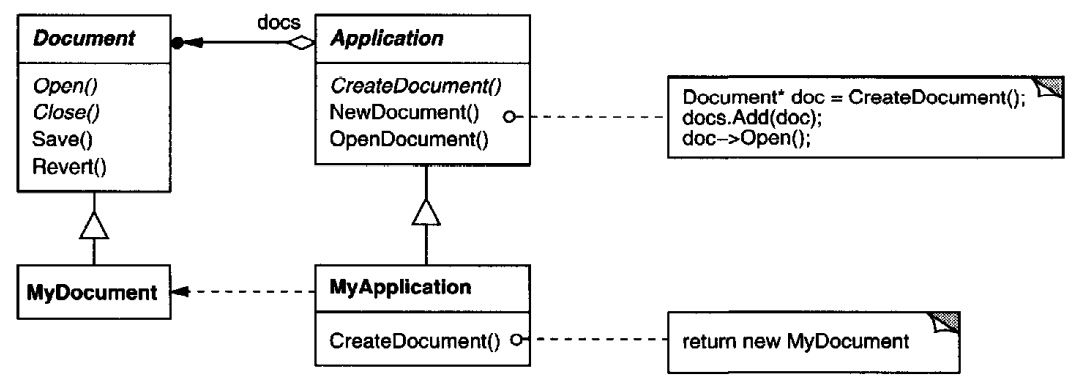 docs
Document
Open()
Close()
Save()
Revert()
Application
CreateDocument()
NewDocument()
OpenDocument()
Document* doc = CreateDocument();
docs.Add(doc);
doc->Open();
MyDocument
MyApplication
CreateDocument()
return new MyDocument